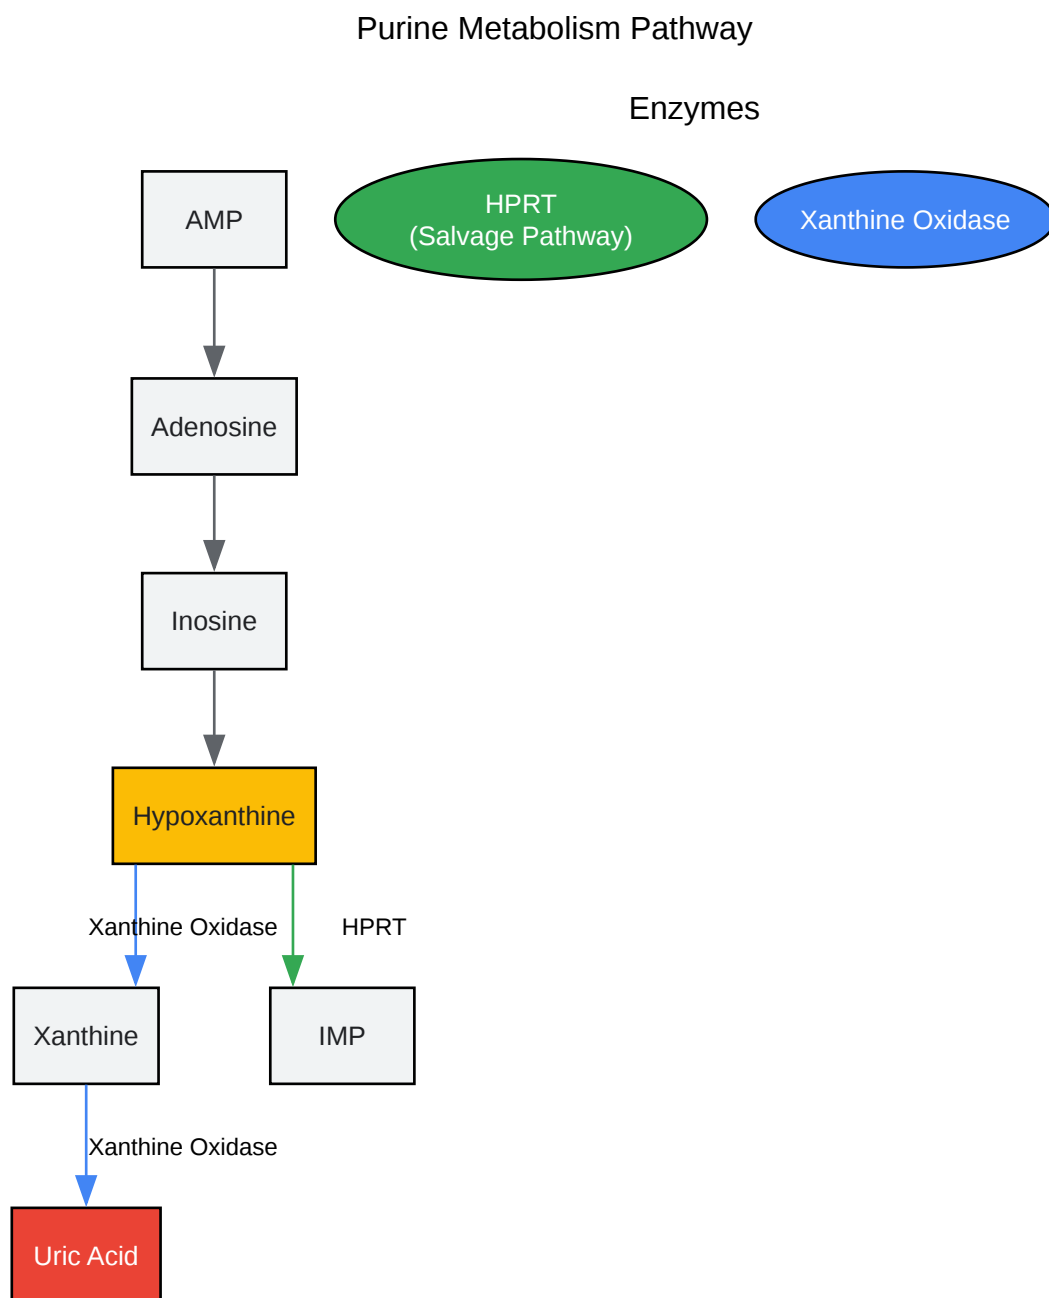 Purine Metabolism Pathway
Enzymes
AMP
HPRT
(Salvage Pathway)
Xanthine Oxidase
Adenosine
Inosine
Hypoxanthine
Xanthine Oxidase
HPRT
Xanthine
IMP
Xanthine Oxidase
Uric Acid